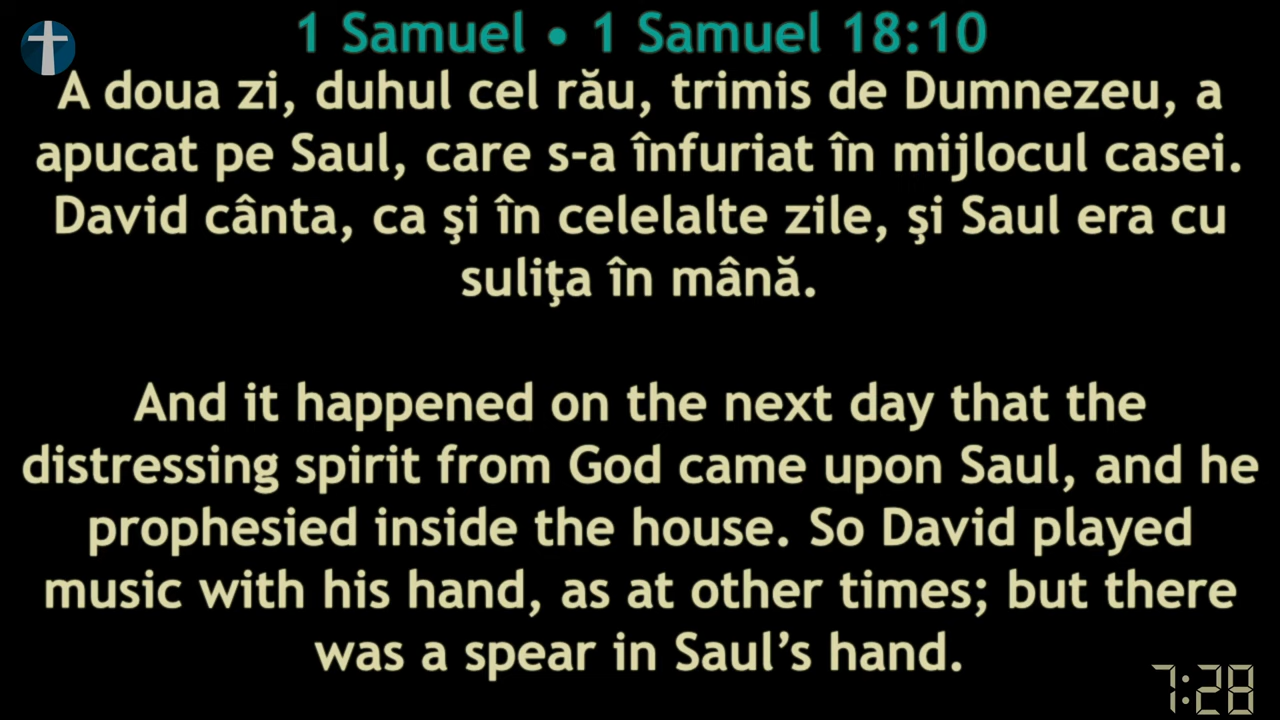 1 Samuel • 1 Samuel 18:10
A doua zi, duhul cel rău, trimis de Dumnezeu, a
apucat pe Saul, care s-a înfuriat în mijlocul casei.
David cânta, ca şi în celelalte zile, şi Saul era cu
suliţa în mână.
And it happened on the next day that the
distressing spirit from God came upon Saul, and he
prophesied inside the house. So David played
music with his hand, as at other times; but there
was a spear in Saul’s hand.
7:28